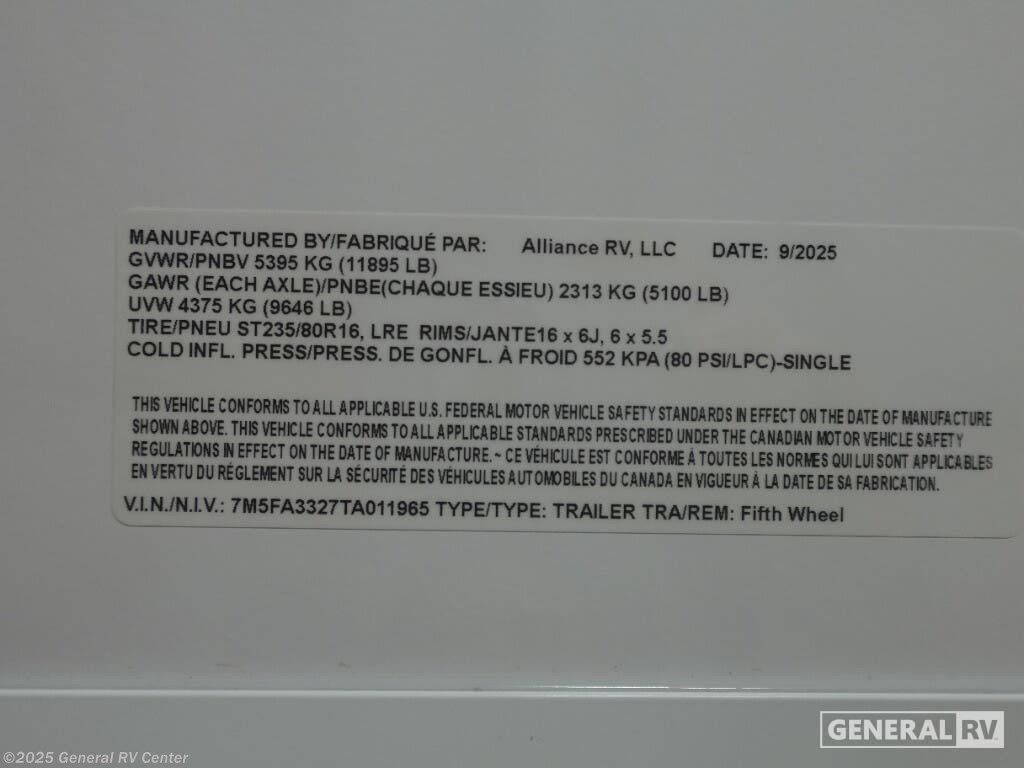 MANUFACTURED BY/FABRIQUÉ PAR: Alliance RV, LLC DATE: 9/2025
GVWR/PNBV 5395 KG (11895 LB)
GAWR (EACH AXLE)/PNBE(CHAQUE ESSIEU) 2313 KG (5100 LB)
UVW 4375 KG (9646 LB)
TIRE/PNEU ST235/80R16, LRE RIMS/JANTE16 x 6J, 6 x 5.5
COLD INFL. PRESS/PRESS. DE GONFL. À FROID 552 KPA (80 PSI/LPC)-SINGLE
THIS VEHICLE CONFORMS TO ALL APPLICABLE U.S. FEDERAL MOTOR VEHICLE SAFETY STANDARDS IN EFFECT ON THE DATE OF MANUFACTURE
SHOWN ABOVE. THIS VEHICLE CONFORMS TO ALL APPLICABLE STANDARDS PRESCRIBED UNDER THE CANADIAN MOTOR VEHICLE SAFETY
REGULATIONS IN EFFECT ON THE DATE OF MANUFACTURE. ~ CE VÉHICULE EST CONFORME À TOUTES LES NORMES QUI LUI SONT APPLICABLES
EN VERTU DU RÉGLEMENT SUR LA SÉCURITÉ DES VÉHICULES AUTOMOBILES DU CANADA EN VIGUEUR À LA DATE DE SA FABRICATION.
V.I.N./N.I.V.: 7M5FA3327TA011965 TYPE/TYPE: TRAILER TRA/REM: Fifth Wheel
GENERAL RV
©2025 General RV Center